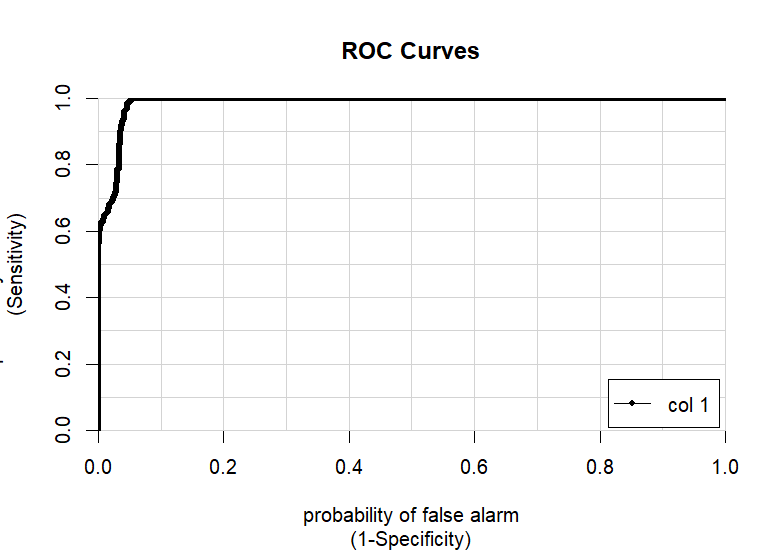 ROC Curves
(Sensitivity)
1.0
0.8
0.6
0.4
0.2
0.0
col 1
0.0 0.2 0.4 0.6 0.8 1.0
probability of false alarm
(1-Specificity)